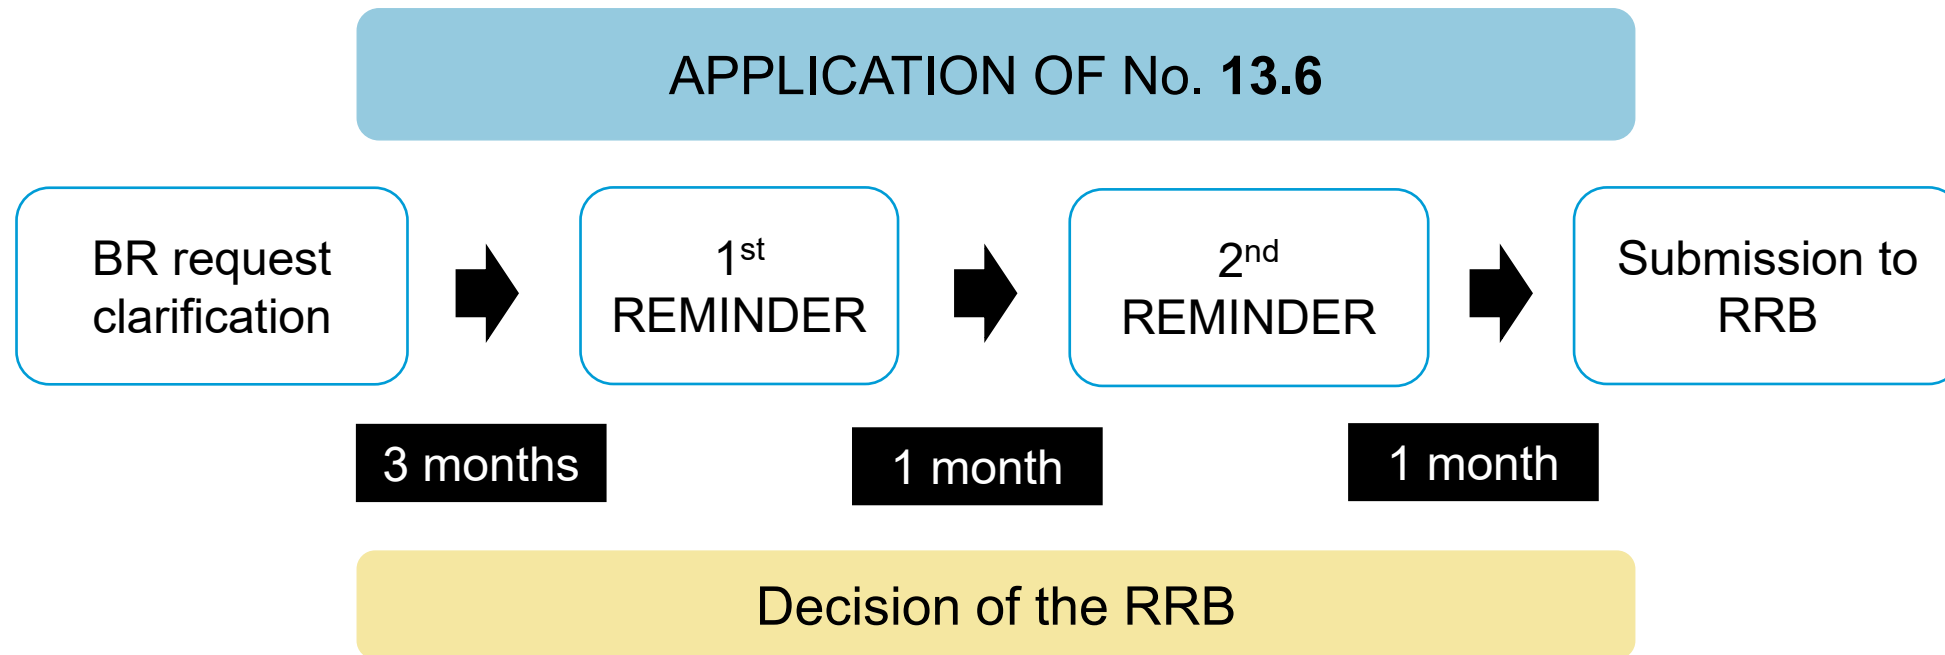 APPLICATION OF No. 13.6
BR request
clarification
1st
REMINDER
2nd
REMINDER
Submission to
RRB
3 months
1 month
1 month
Decision of the RRB